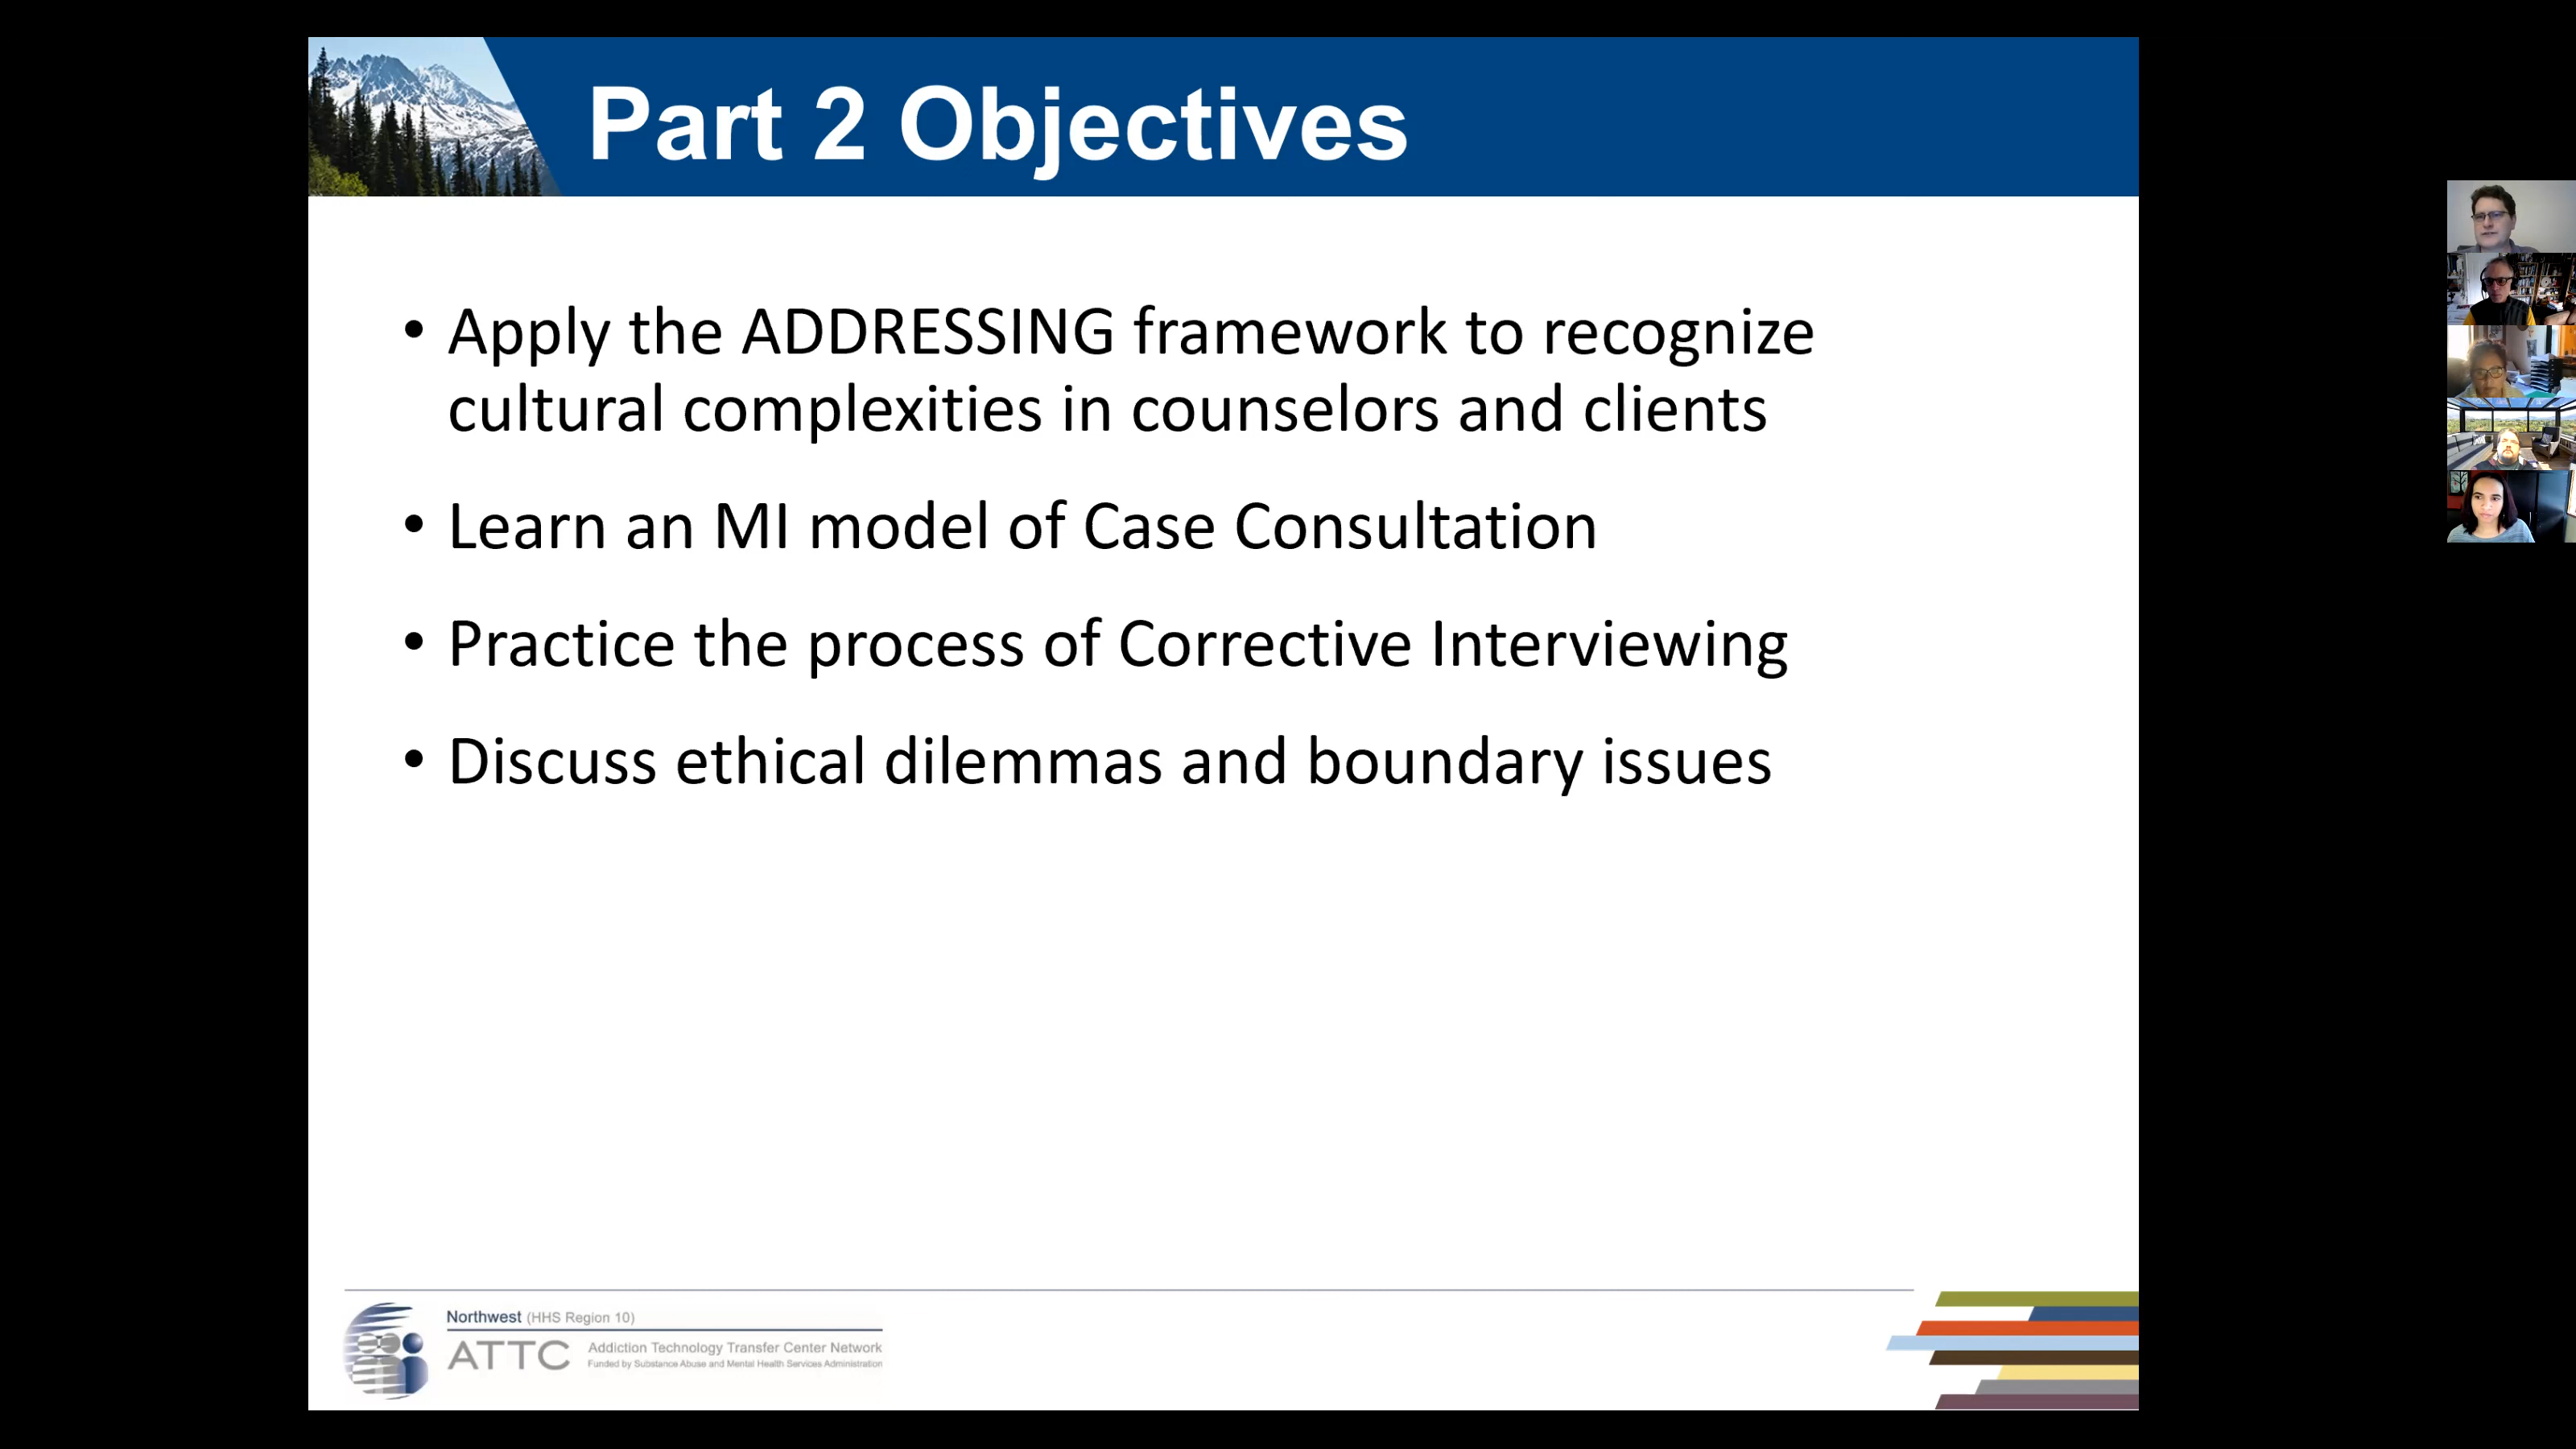 Part 2 Objectives
• Apply the ADDRESSING framework to recognize
cultural complexities in counselors and clients
• Learn an MI model of Case Consultation
• Practice the process of Corrective Interviewing
• Discuss ethical dilemmas and boundary issues
Northwest (HHS Region 10)
ATTC
Addiction Technology Transfer Center Network
Funded by Substance Abuse and Mental Health Services Administration